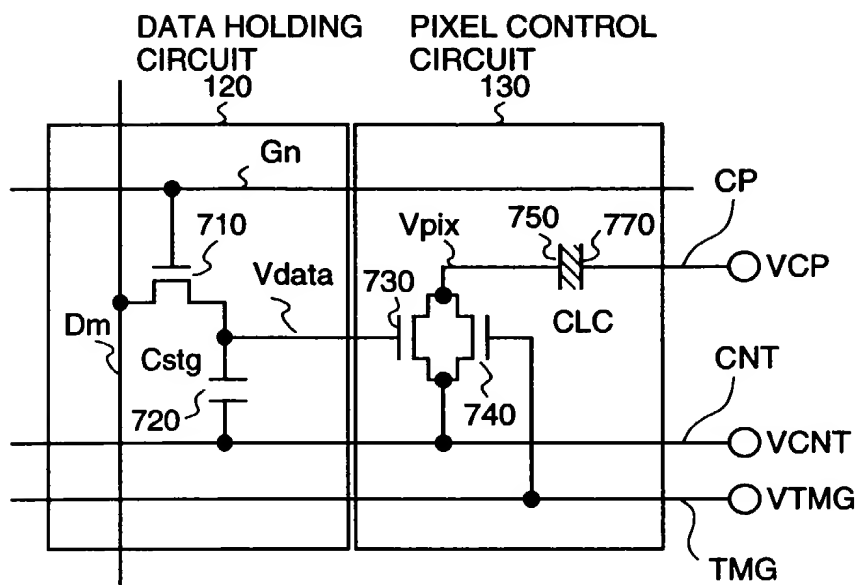 DATA HOLDING CIRCUIT
120
PIXEL CONTROL CIRCUIT
130
Gn
CP
710
Vpix
750
770
VCP
Vdata
730
CLC
Dm
Cstg
CNT
720
740
VCNT
VTMG
TMG